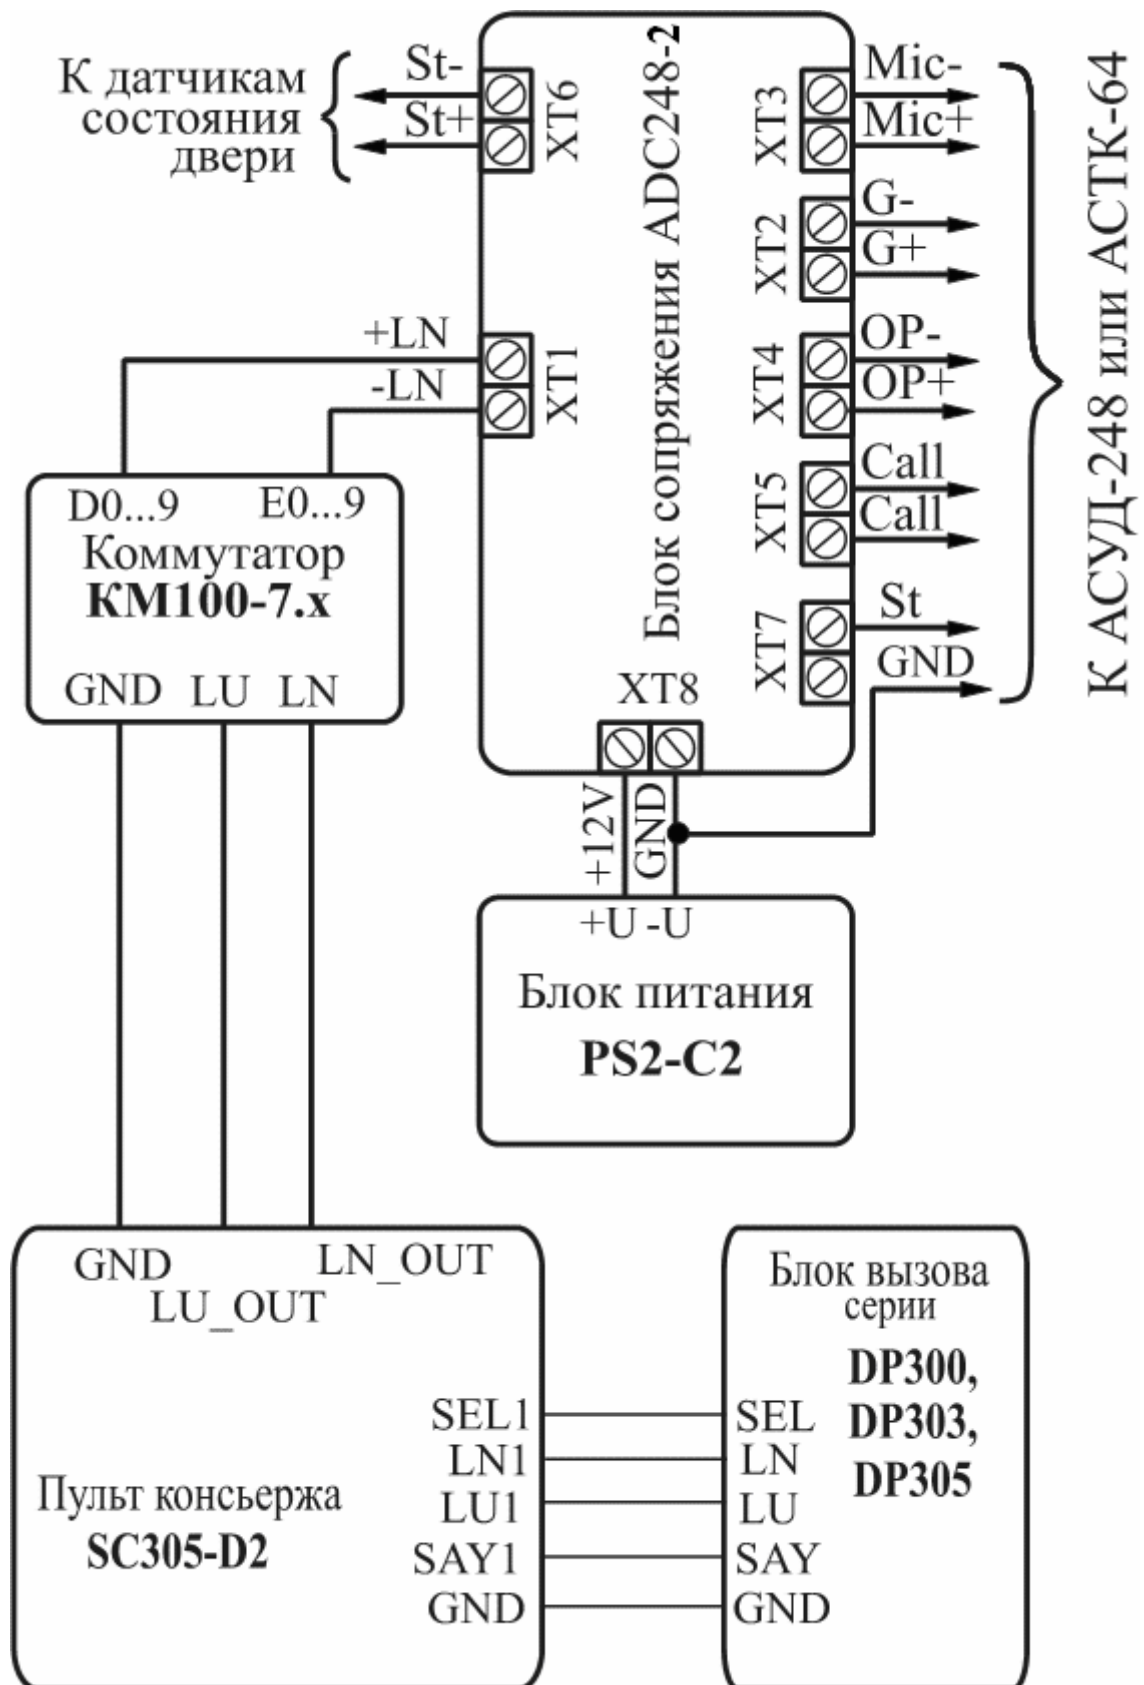 К датчикам
состояния
двери
St-
St+
XT6
Блок сопряжения ADC248-2
XT3
Mic-
Mic+
XT2
G-
G+
+LN
-LN
XT1
XT4
OP-
OP+
XT5
Call
Call
XT7
St
GND
К АСУД-248 или АСТК-64
D0...9
E0...9
Коммутатор
КМ100-7.x
GND
LU
LN
XT8
+12V
GND
+U
-U
Блок питания
PS2-C2
GND
LU_OUT
LN_OUT
SEL1
LN1
LU1
SAY1
GND
Пульт консьержа
SC305-D2
Блок вызова
серии
DP300,
DP303,
DP305
SEL
LN
LU
SAY
GND